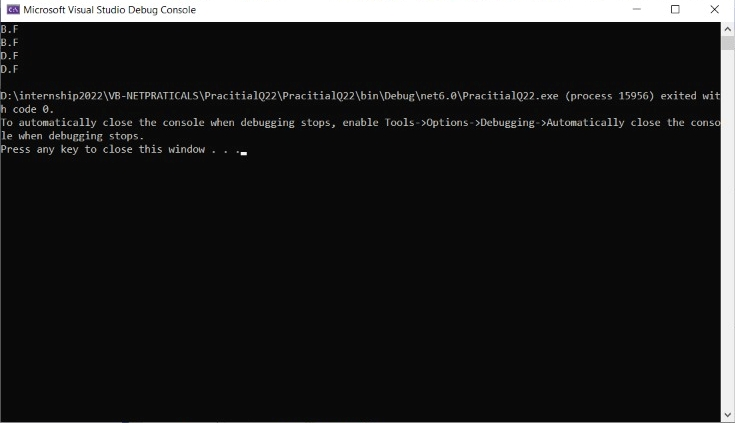 Microsoft Visual Studio Debug Console
B.F
B.F
D.F
D.F
D:\internship2022\VB-NETPRATICALS\PracitialQ22\PracitialQ22\bin\Debug\net6.0\PracitialQ22.exe (process 15956) exited wit
h code 0.
To automatically close the console when debugging stops, enable Tools->Options->Debugging->Automatically close the conso
le when debugging stops.
Press any key to close this window . . .